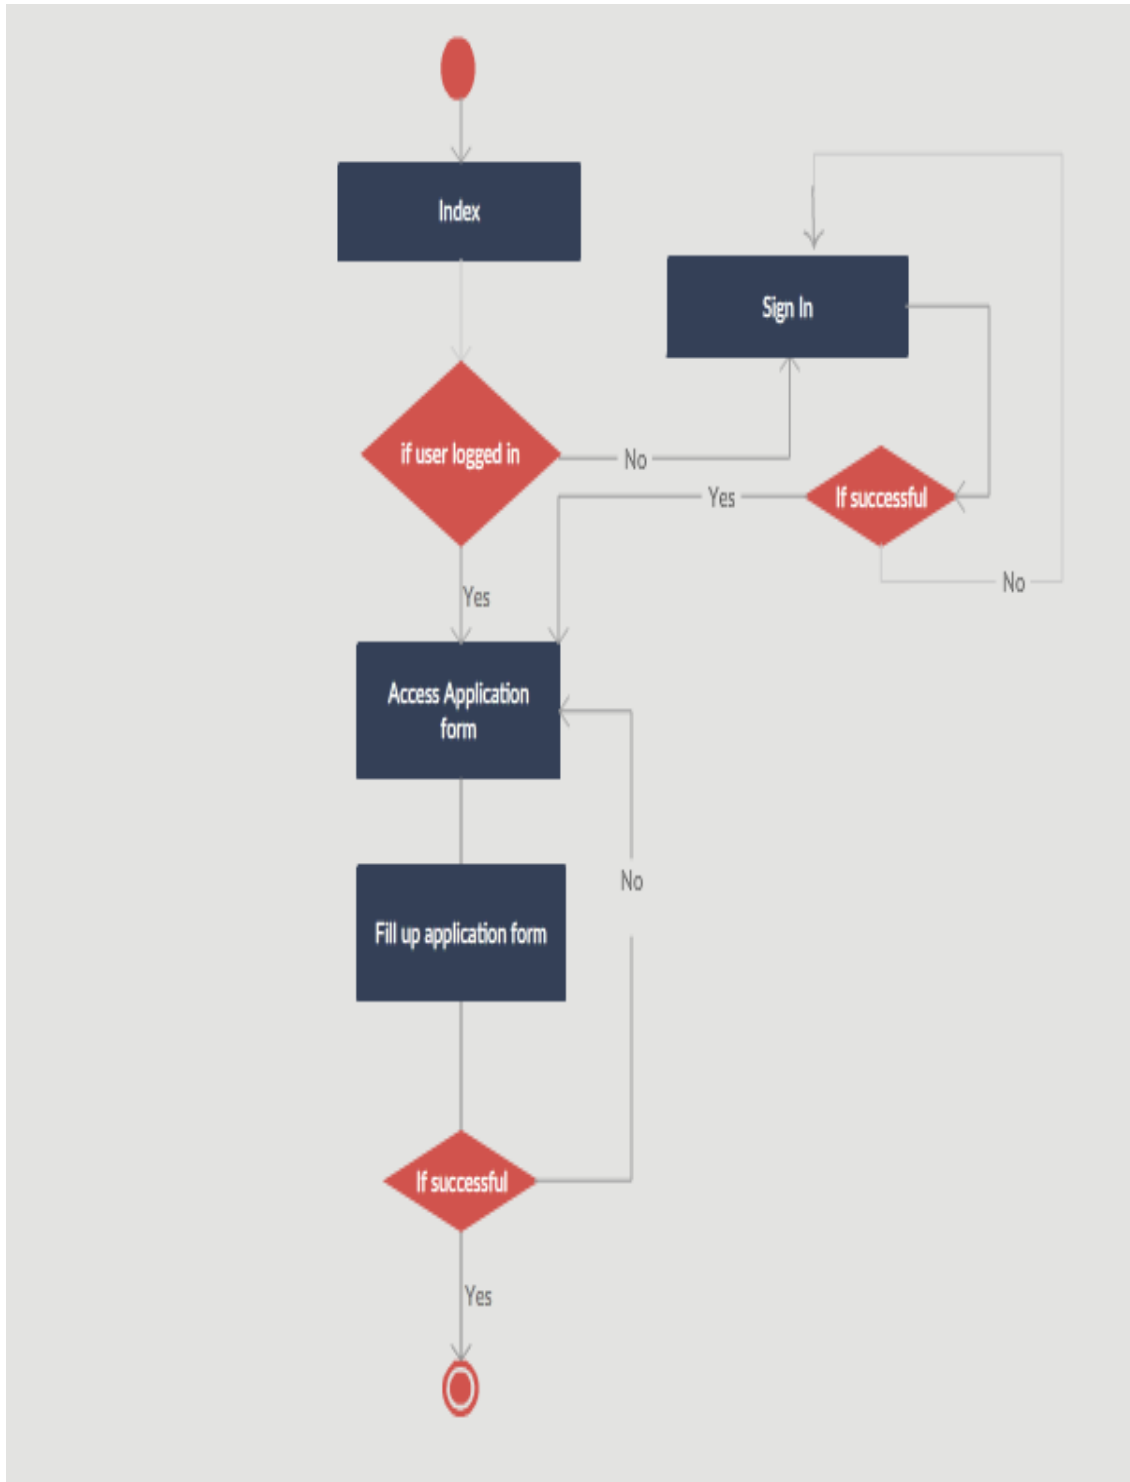 Index
Sign In
if user logged in
No
Yes
If successful
No
Yes
Access Application
form
No
Fill up application form
If successful
Yes